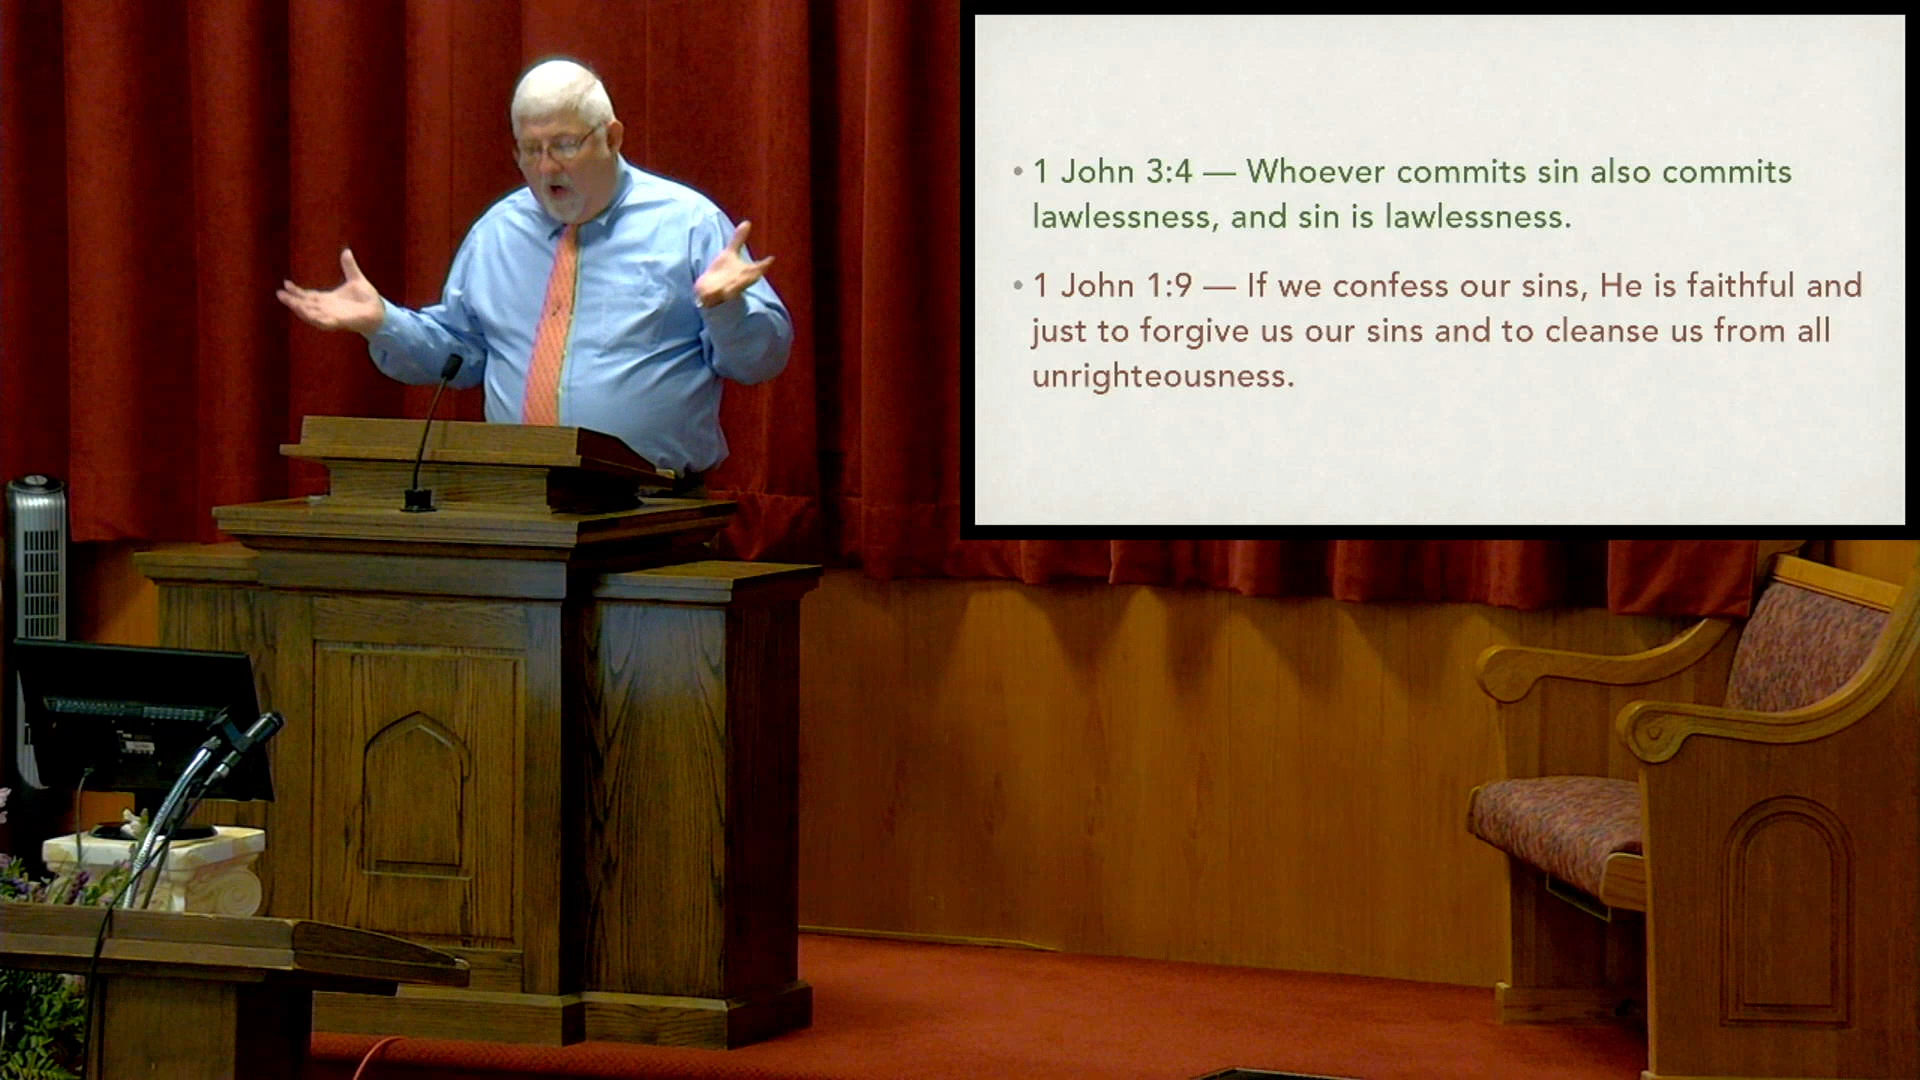 • 1 John 3:4 — Whoever commits sin also commits
lawlessness, and sin is lawlessness.
• 1 John 1:9 — If we confess our sins, He is faithful and
just to forgive us our sins and to cleanse us from all
unrighteousness.